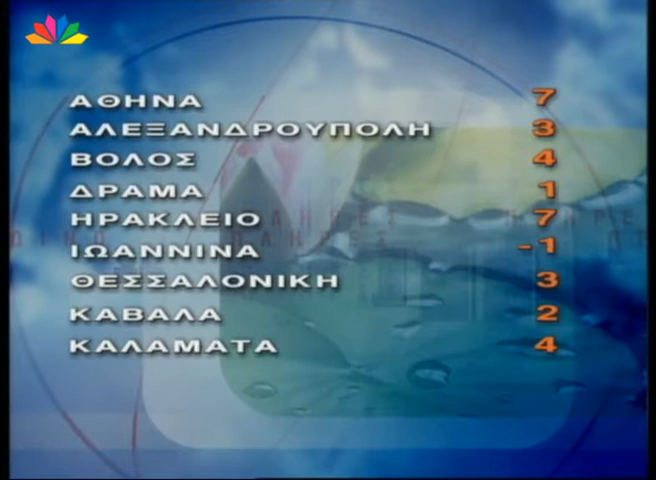 ΑΘΗΝΑ 7
ΑΛΕΞΑΝΔΡΟΥΠΟΛΗ 3
ΒΟΛΟΣ 4
ΔΡΑΜΑ 1
ΗΡΑΚΛΕΙΟ 7
ΙΩΑΝΝΙΝΑ -1
ΘΕΣΣΑΛΟΝΙΚΗ 3
ΚΑΒΑΛΑ 2
ΚΑΛΑΜΑΤΑ 4